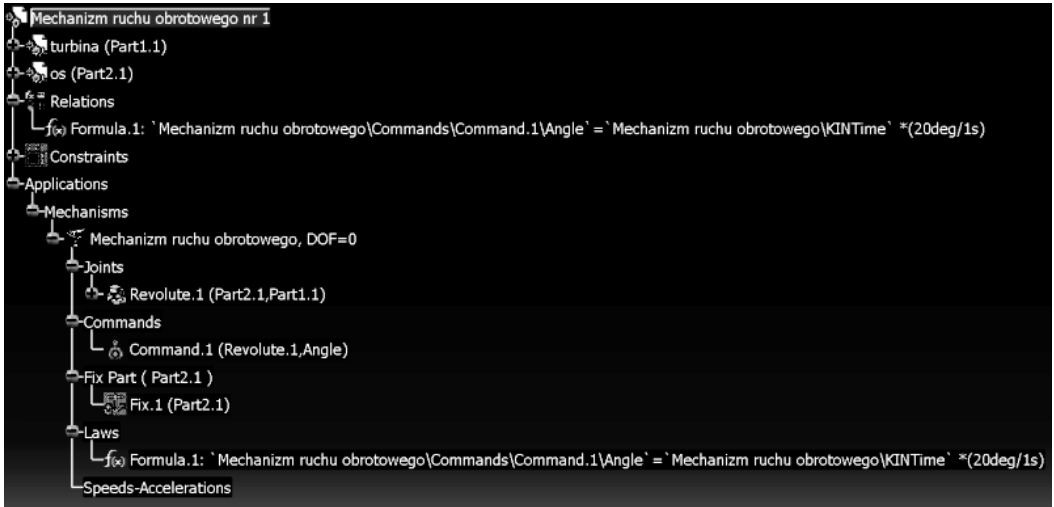 Mechanizm ruchu obrotowego nr 1
turbina (Part1.1)
os (Part2.1)
Relations
f(x) Formula.1: `Mechanizm ruchu obrotowego\Commands\Command.1\Angle`=`Mechanizm ruchu obrotowego\KINTime` *(20deg/1s)
Constraints
Applications
Mechanisms
Mechanizm ruchu obrotowego, DOF=0
Joints
Revolute.1 (Part2.1,Part1.1)
Commands
Command.1 (Revolute.1,Angle)
Fix Part ( Part2.1 )
Fix.1 (Part2.1)
Laws
f(x) Formula.1: `Mechanizm ruchu obrotowego\Commands\Command.1\Angle`=`Mechanizm ruchu obrotowego\KINTime` *(20deg/1s)
Speeds-Accelerations